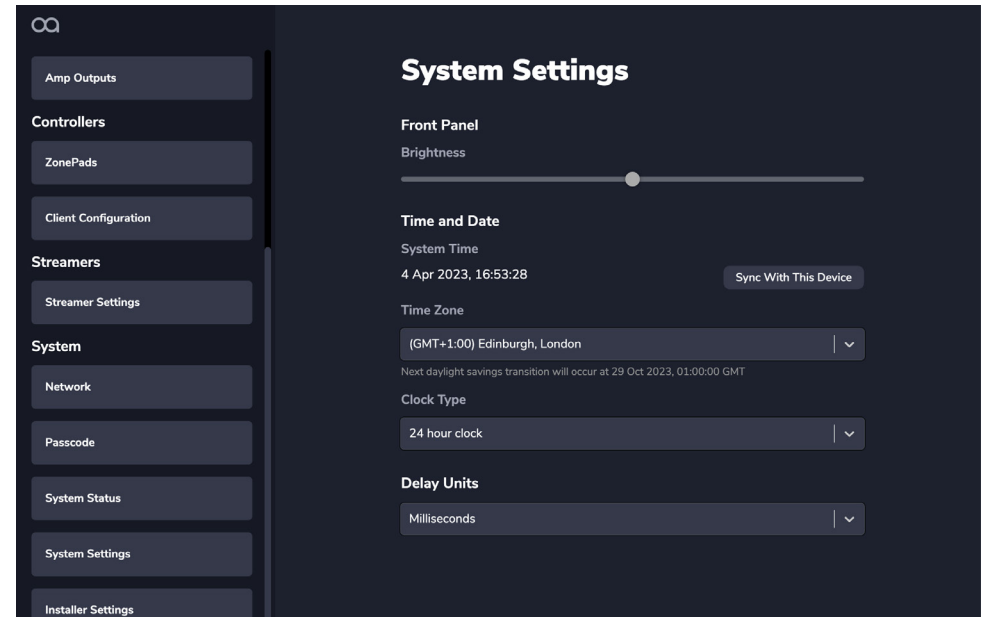 Amp Outputs
Controllers
ZonePads
Client Configuration
Streamers
Streamer Settings
System
Network
Passcode
System Status
System Settings
Installer Settings
System Settings
Front Panel
Brightness
Time and Date
System Time
4 Apr 2023, 16:53:28
Sync With This Device
Time Zone
(GMT+1:00) Edinburgh, London
Next daylight savings transition will occur at 29 Oct 2023, 01:00:00 GMT
Clock Type
24 hour clock
Delay Units
Milliseconds